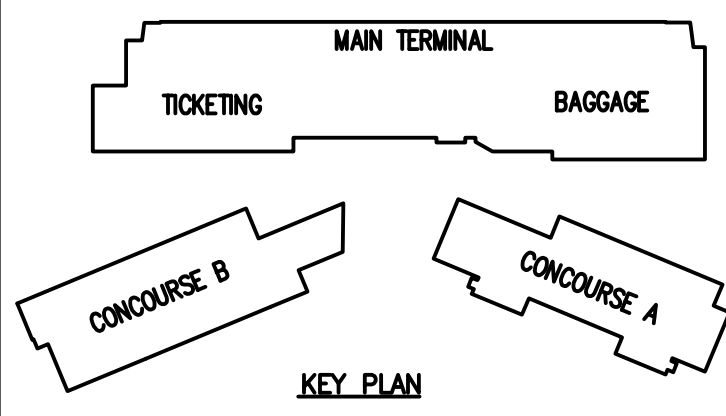 MAIN TERMINAL
TICKETING
BAGGAGE
CONCOURSE B
CONCOURSE A
KEY PLAN